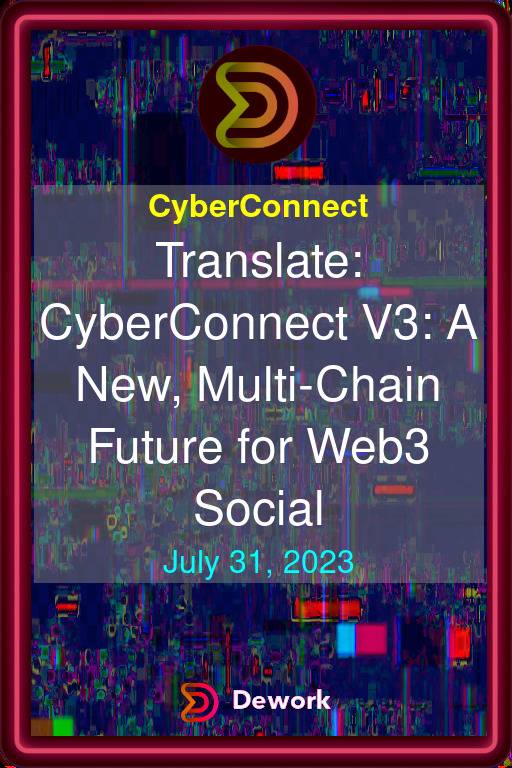 CyberConnect
Translate:
CyberConnect V3: A
New, Multi-Chain
Future for Web3
Social
July 31, 2023
Dework